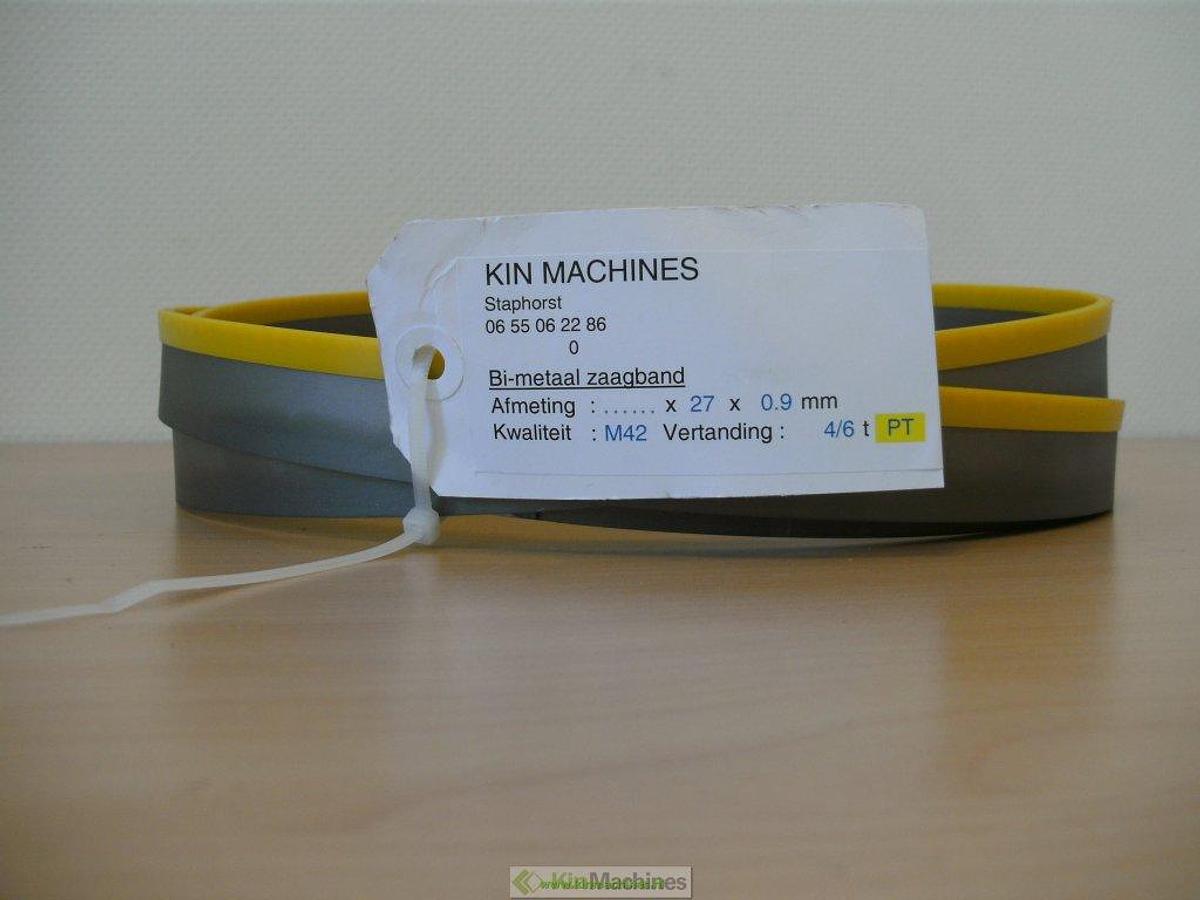 KIN MACHINES
Staphorst
06 55 06 22 86
0
Bi-metaal zaagband
Afmeting : ...... x 27 x 0.9 mm
Kwaliteit : M42 Vertanding : 4/6 t PT
KinMachines